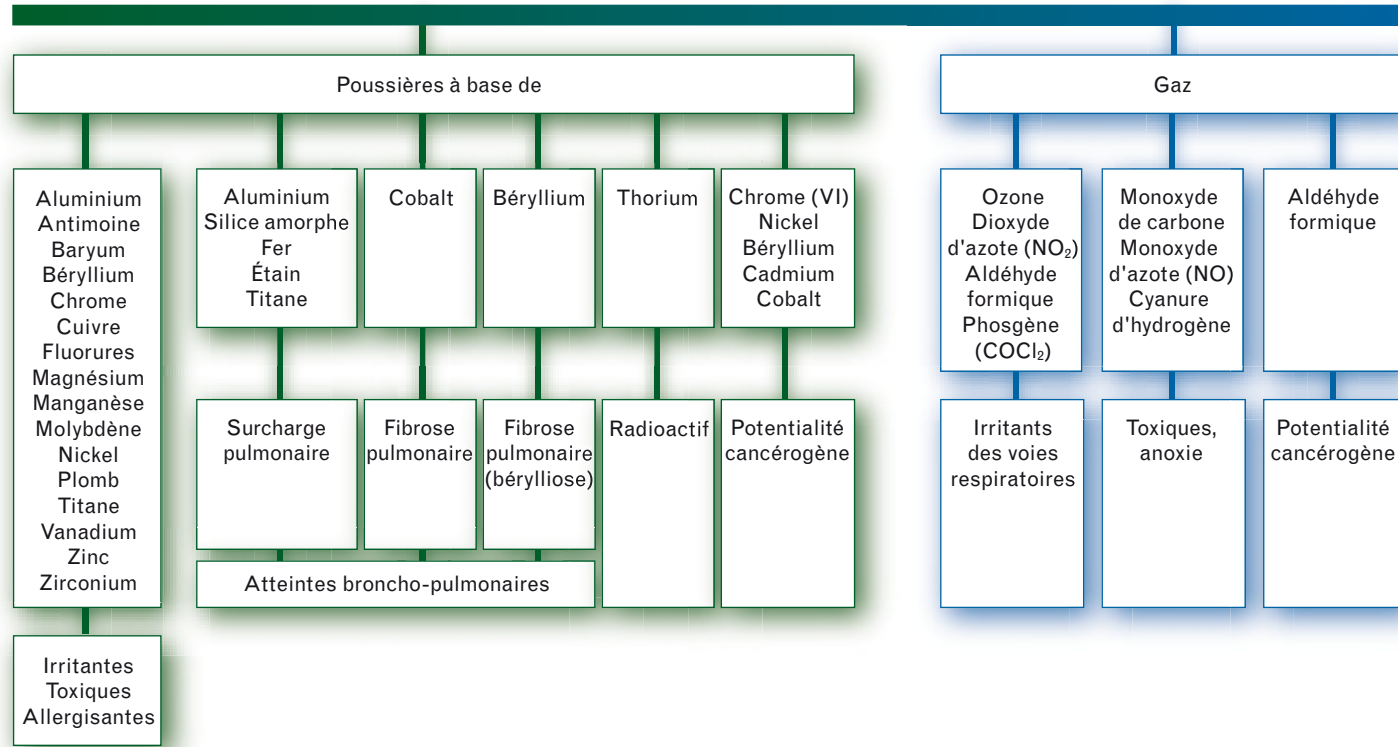 Poussières à base de
Aluminium
Antimoine
Baryum
Béryllium
Chrome
Cuivre
Fluorures
Magnésium
Manganèse
Molybdène
Nickel
Plomb
Titane
Vanadium
Zinc
Zirconium
Irritantes
Toxiques
Allergisantes
Aluminium
Silice amorphe
Fer
Étain
Titane
Surcharge
pulmonaire
Cobalt
Fibrose
pulmonaire
Béryllium
Fibrose
pulmonaire
(bérylliose)
Atteintes broncho-pulmonaires
Thorium
Radioactif
Chrome (VI)
Nickel
Béryllium
Cadmium
Cobalt
Potentialité
cancérogène
Gaz
Ozone
Dioxyde
d'azote (NO₂)
Aldéhyde
formique
Phosgène
(COCl₂)
Irritants
des voies
respiratoires
Monoxyde
de carbone
Monoxyde
d'azote (NO)
Cyanure
d'hydrogène
Toxiques,
anoxie
Aldéhyde
formique
Potentialité
cancérogène